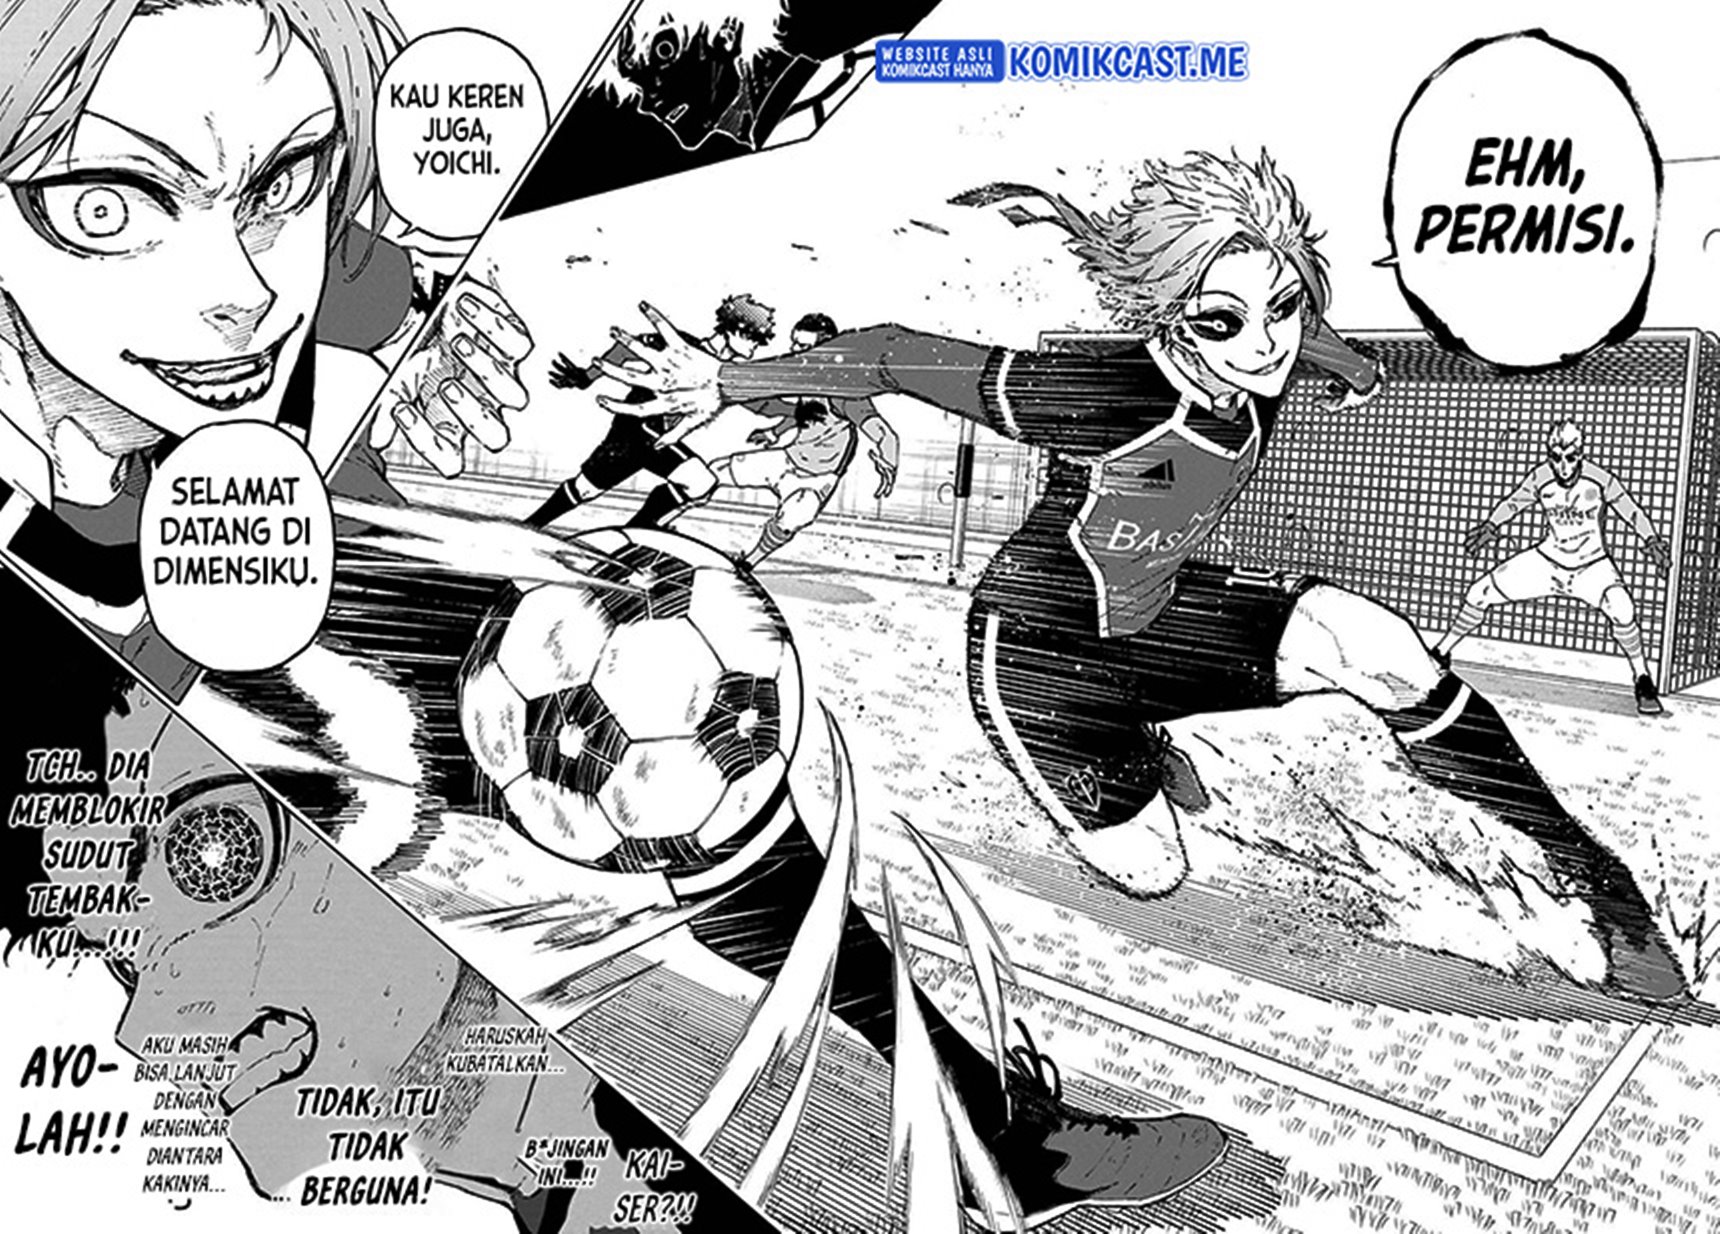 WEBSITE ASLI
KOMIKCAST HANYA
KOMIKCAST.ME
EHM,
PERMISI.
KAU KEREN
JUGA,
YOICHI.
SELAMAT
DATANG DI
DIMENSIKU.
BAS
KAI-
SER?!!
B*JINGAN
INI...!!
HARUSKAH
KUBATALKAN...
TIDAK, ITU
TIDAK
BERGUNA!
TCH.. DIA
MEMBLOKIR
SUDUT
TEMBAK-
KU...!!!
AKU MASIH
BISA LANJUT
DENGAN
MENGINCAR
DIANTARA
KAKINYA...
...
AYO-
LAH!!